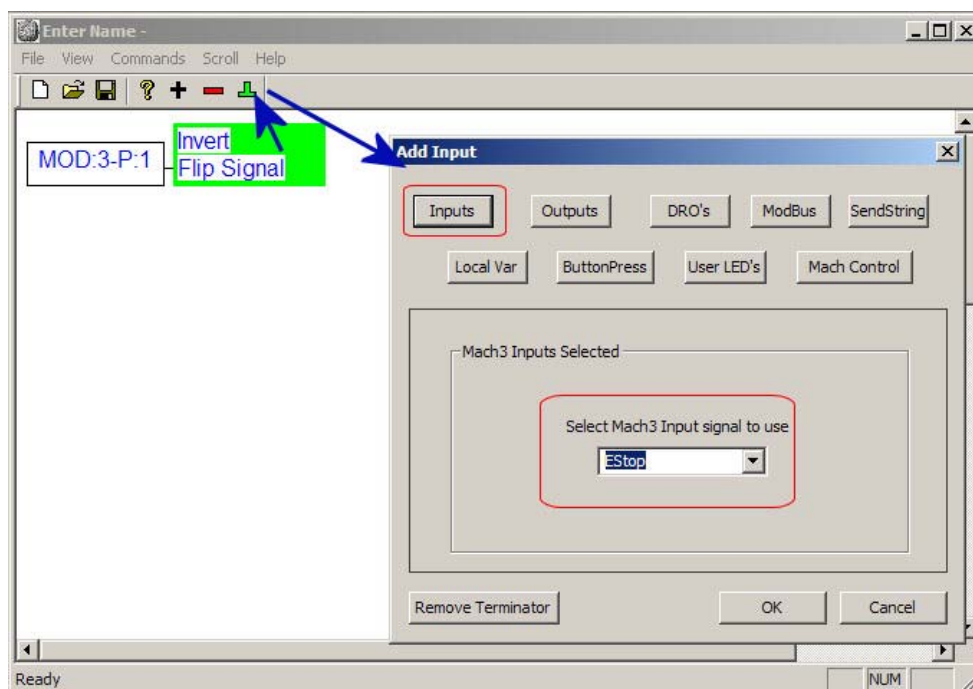 Enter Name -
File View Commands Scroll Help
MOD:3-P:1
Invert
Flip Signal
Add Input
Inputs Outputs DRO's ModBus SendString
Local Var ButtonPress User LED's Mach Control
Mach3 Inputs Selected
Select Mach3 Input signal to use
EStop
Remove Terminator OK Cancel
Ready NUM